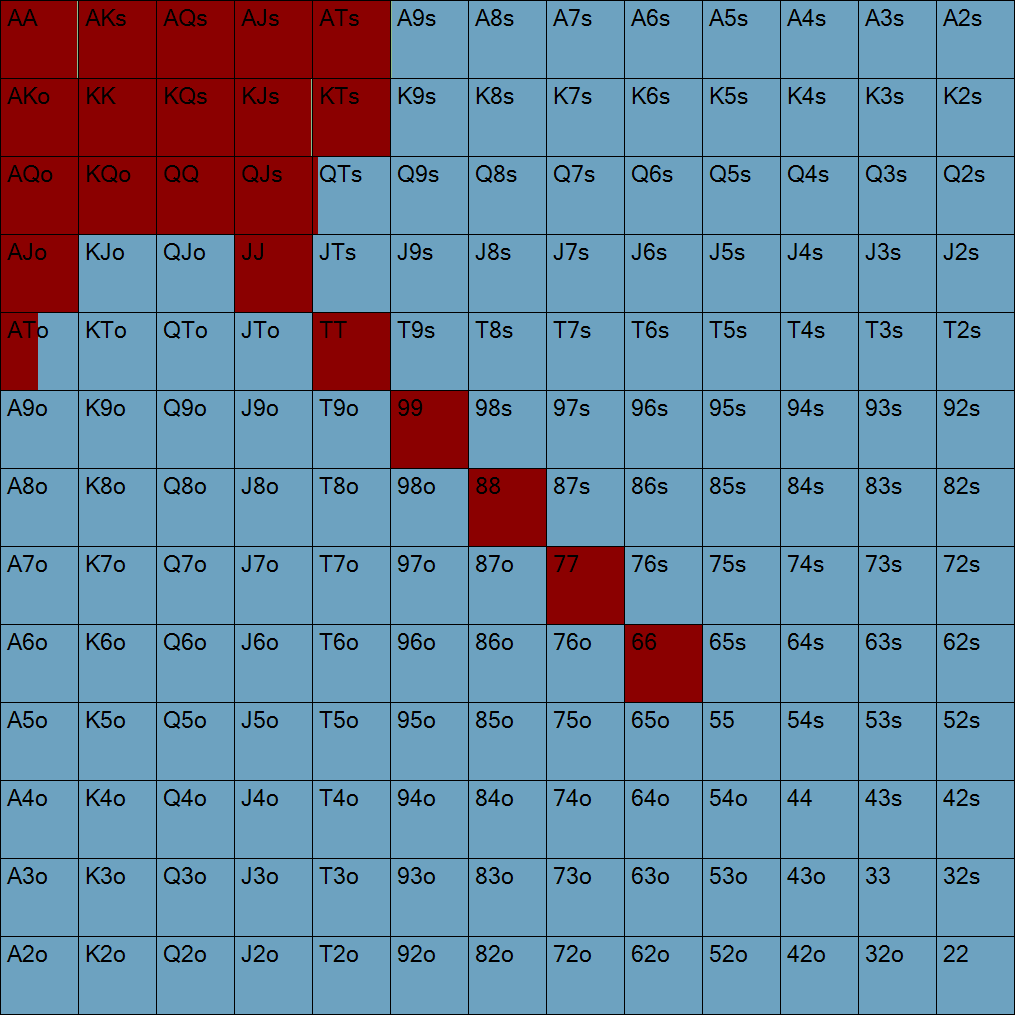 AA AKs AQs AJs ATs A9s A8s A7s A6s A5s A4s A3s A2s
AKo KK KQs KJs KTs K9s K8s K7s K6s K5s K4s K3s K2s
AQo KQo QQ QJs QTs Q9s Q8s Q7s Q6s Q5s Q4s Q3s Q2s
AJo KJo QJo JJ JTs J9s J8s J7s J6s J5s J4s J3s J2s
ATo KTo QTo JTo TT T9s T8s T7s T6s T5s T4s T3s T2s
A9o K9o Q9o J9o T9o 99 98s 97s 96s 95s 94s 93s 92s
A8o K8o Q8o J8o T8o 98o 88 87s 86s 85s 84s 83s 82s
A7o K7o Q7o J7o T7o 97o 87o 77 76s 75s 74s 73s 72s
A6o K6o Q6o J6o T6o 96o 86o 76o 66 65s 64s 63s 62s
A5o K5o Q5o J5o T5o 95o 85o 75o 65o 55 54s 53s 52s
A4o K4o Q4o J4o T4o 94o 84o 74o 64o 54o 44 43s 42s
A3o K3o Q3o J3o T3o 93o 83o 73o 63o 53o 43o 33 32s
A2o K2o Q2o J2o T2o 92o 82o 72o 62o 52o 42o 32o 22